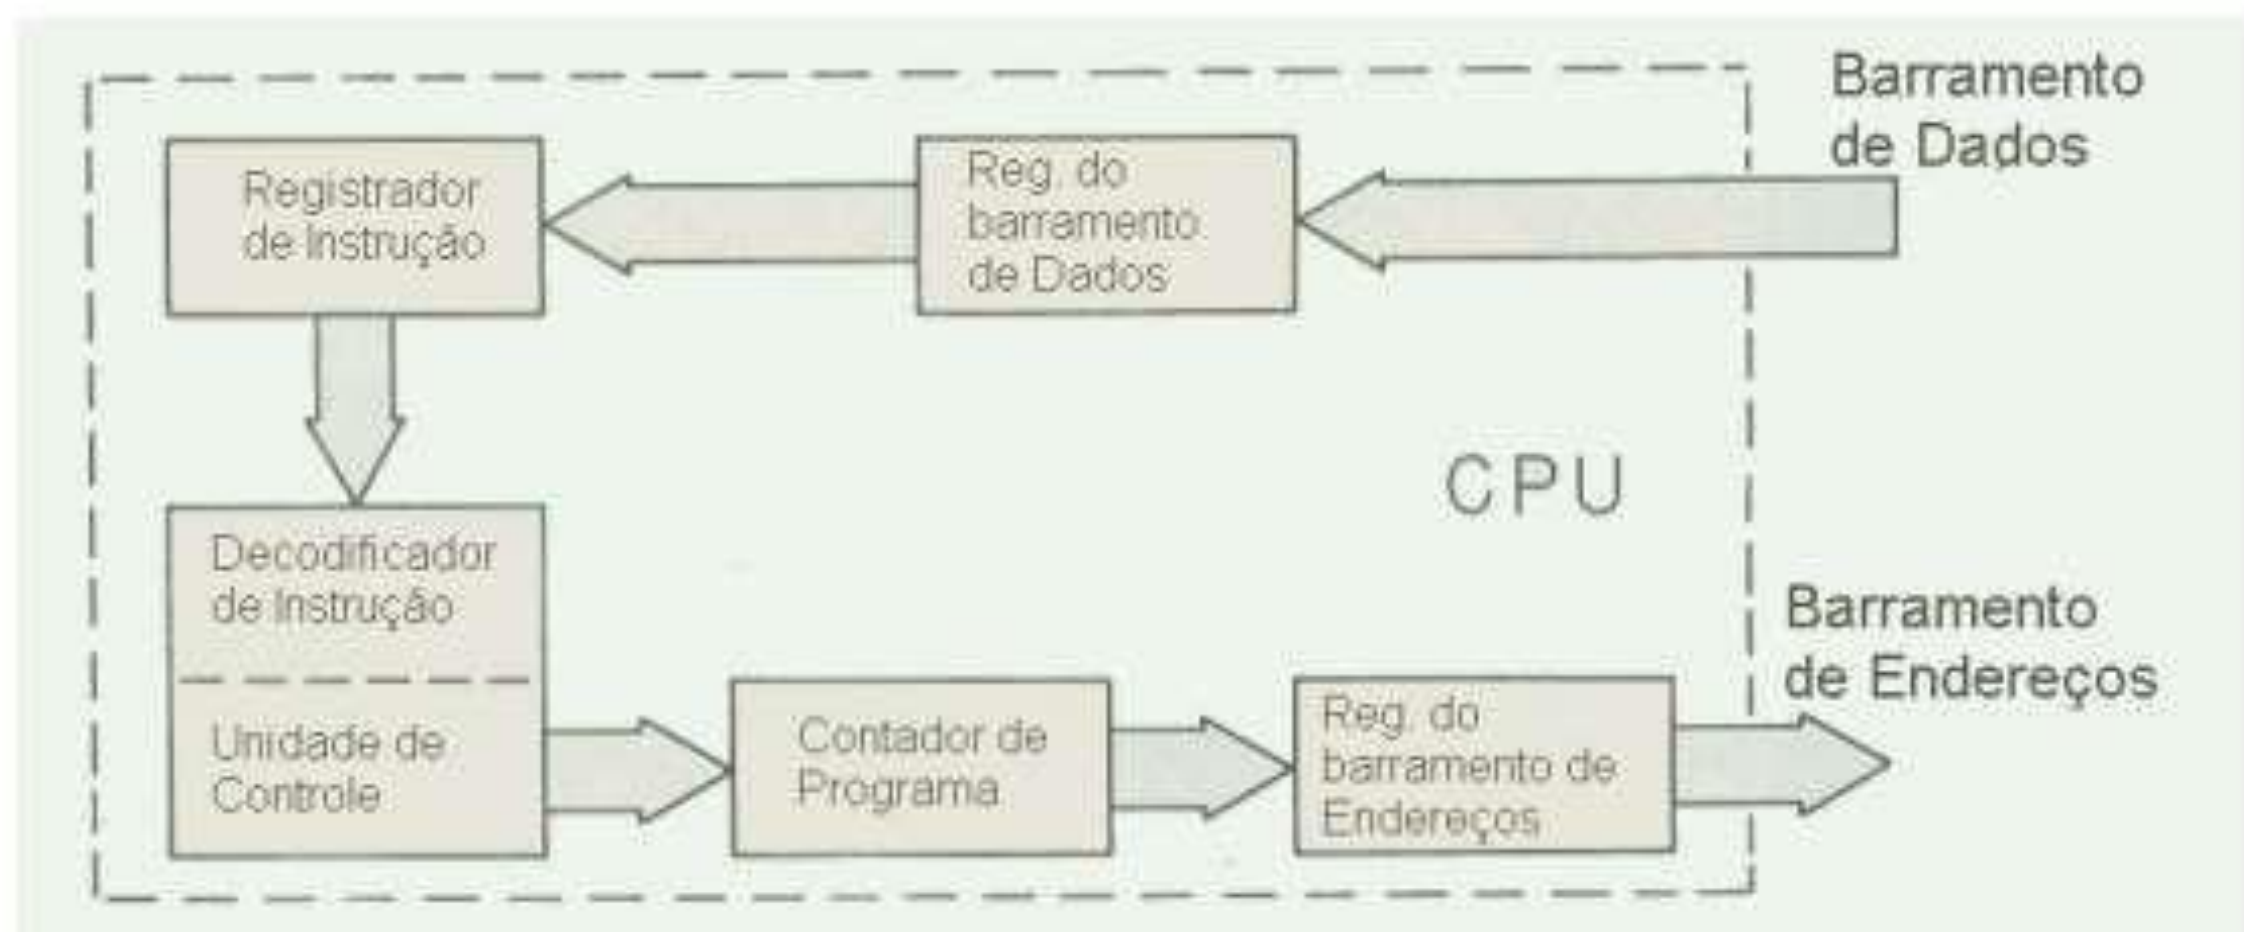 Barramento
de Dados
Registrador
de Instrução
Reg. do
barramento
de Dados
CPU
Decodificador
de Instrução
Unidade de
Controle
Contador de
Programa
Reg. do
barramento de
Endereços
Barramento
de Endereços